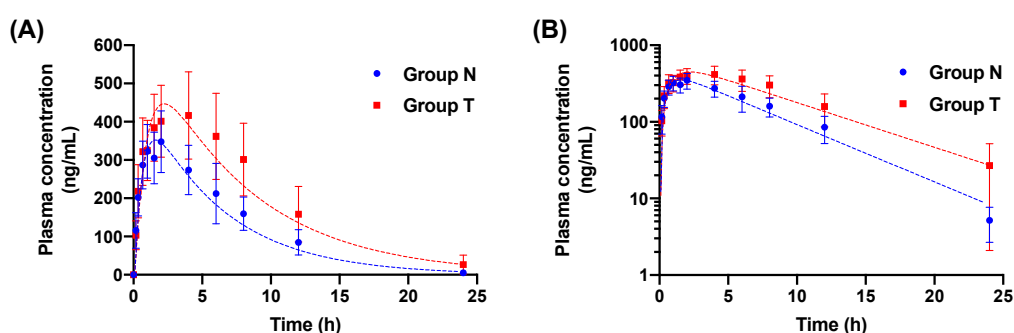 (A)
Plasma concentration
(ng/mL)
600
500
400
300
200
100
0
0
5
10
15
20
25
Time (h)
Group N
Group T
(B)
Plasma concentration
(ng/mL)
1000
100
10
1
0
5
10
15
20
25
Time (h)
Group N
Group T